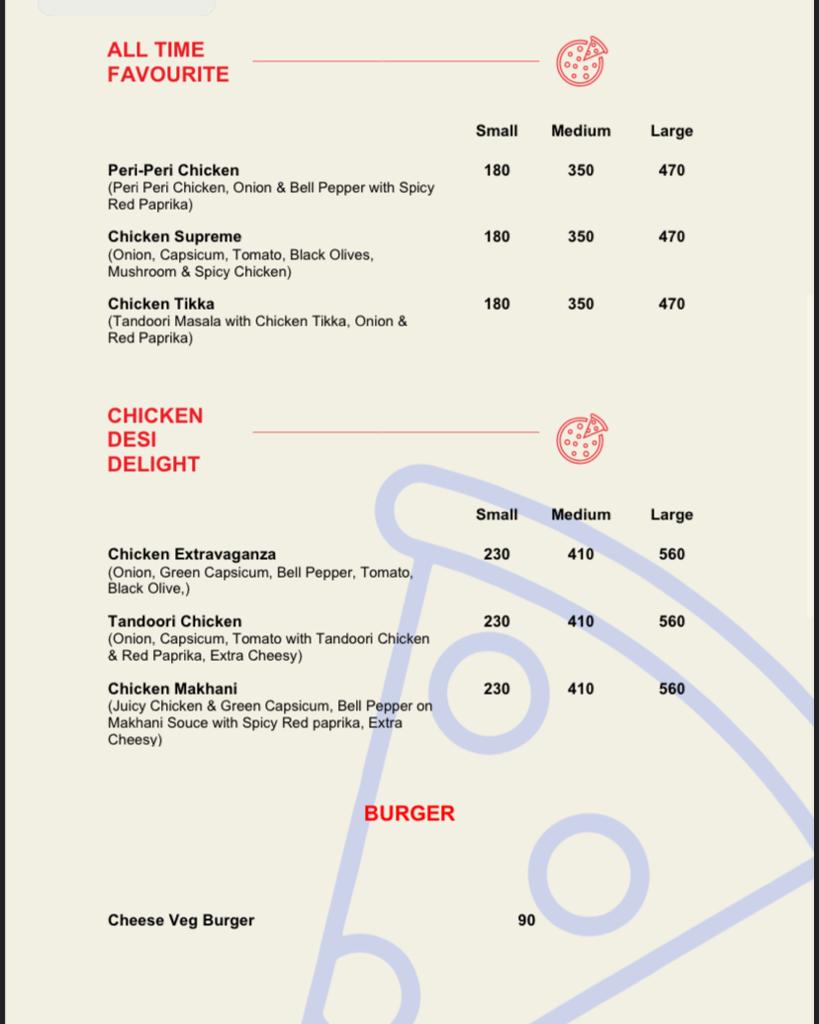 ALL TIME
FAVOURITE
Small Medium Large
Peri-Peri Chicken 180 350 470
(Peri Peri Chicken, Onion & Bell Pepper with Spicy
Red Paprika)
Chicken Supreme 180 350 470
(Onion, Capsicum, Tomato, Black Olives,
Mushroom & Spicy Chicken)
Chicken Tikka 180 350 470
(Tandoori Masala with Chicken Tikka, Onion &
Red Paprika)
CHICKEN
DESI
DELIGHT
Small Medium Large
Chicken Extravaganza 230 410 560
(Onion, Green Capsicum, Bell Pepper, Tomato,
Black Olive,)
Tandoori Chicken 230 410 560
(Onion, Capsicum, Tomato with Tandoori Chicken
& Red Paprika, Extra Cheesy)
Chicken Makhani 230 410 560
(Juicy Chicken & Green Capsicum, Bell Pepper on
Makhani Souce with Spicy Red paprika, Extra
Cheesy)
BURGER
Cheese Veg Burger 90